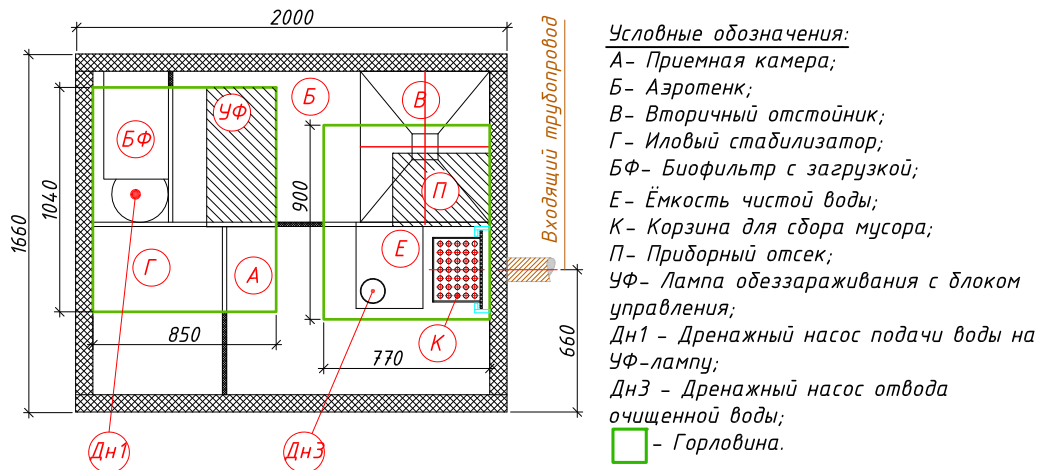 2000
Входящий трубопровод
УФ
Б
В
БФ
П
1040
900
1660
Г
А
Е
850
770
К
660
Дн1
Дн3
Условные обозначения:
А- Приемная камера;
Б- Аэротенк;
В- Вторичный отстойник;
Г - Иловый стабилизатор;
БФ- Биофильтр с загрузкой;
Е - Ёмкость чистой воды;
К - Корзина для сбора мусора;
П - Приборный отсек;
УФ- Лампа обеззараживания с блоком
управления;
Дн1 - Дренажный насос подачи воды на
УФ-лампу;
Дн3 - Дренажный насос отвода
очищенной воды;
- Горловина.